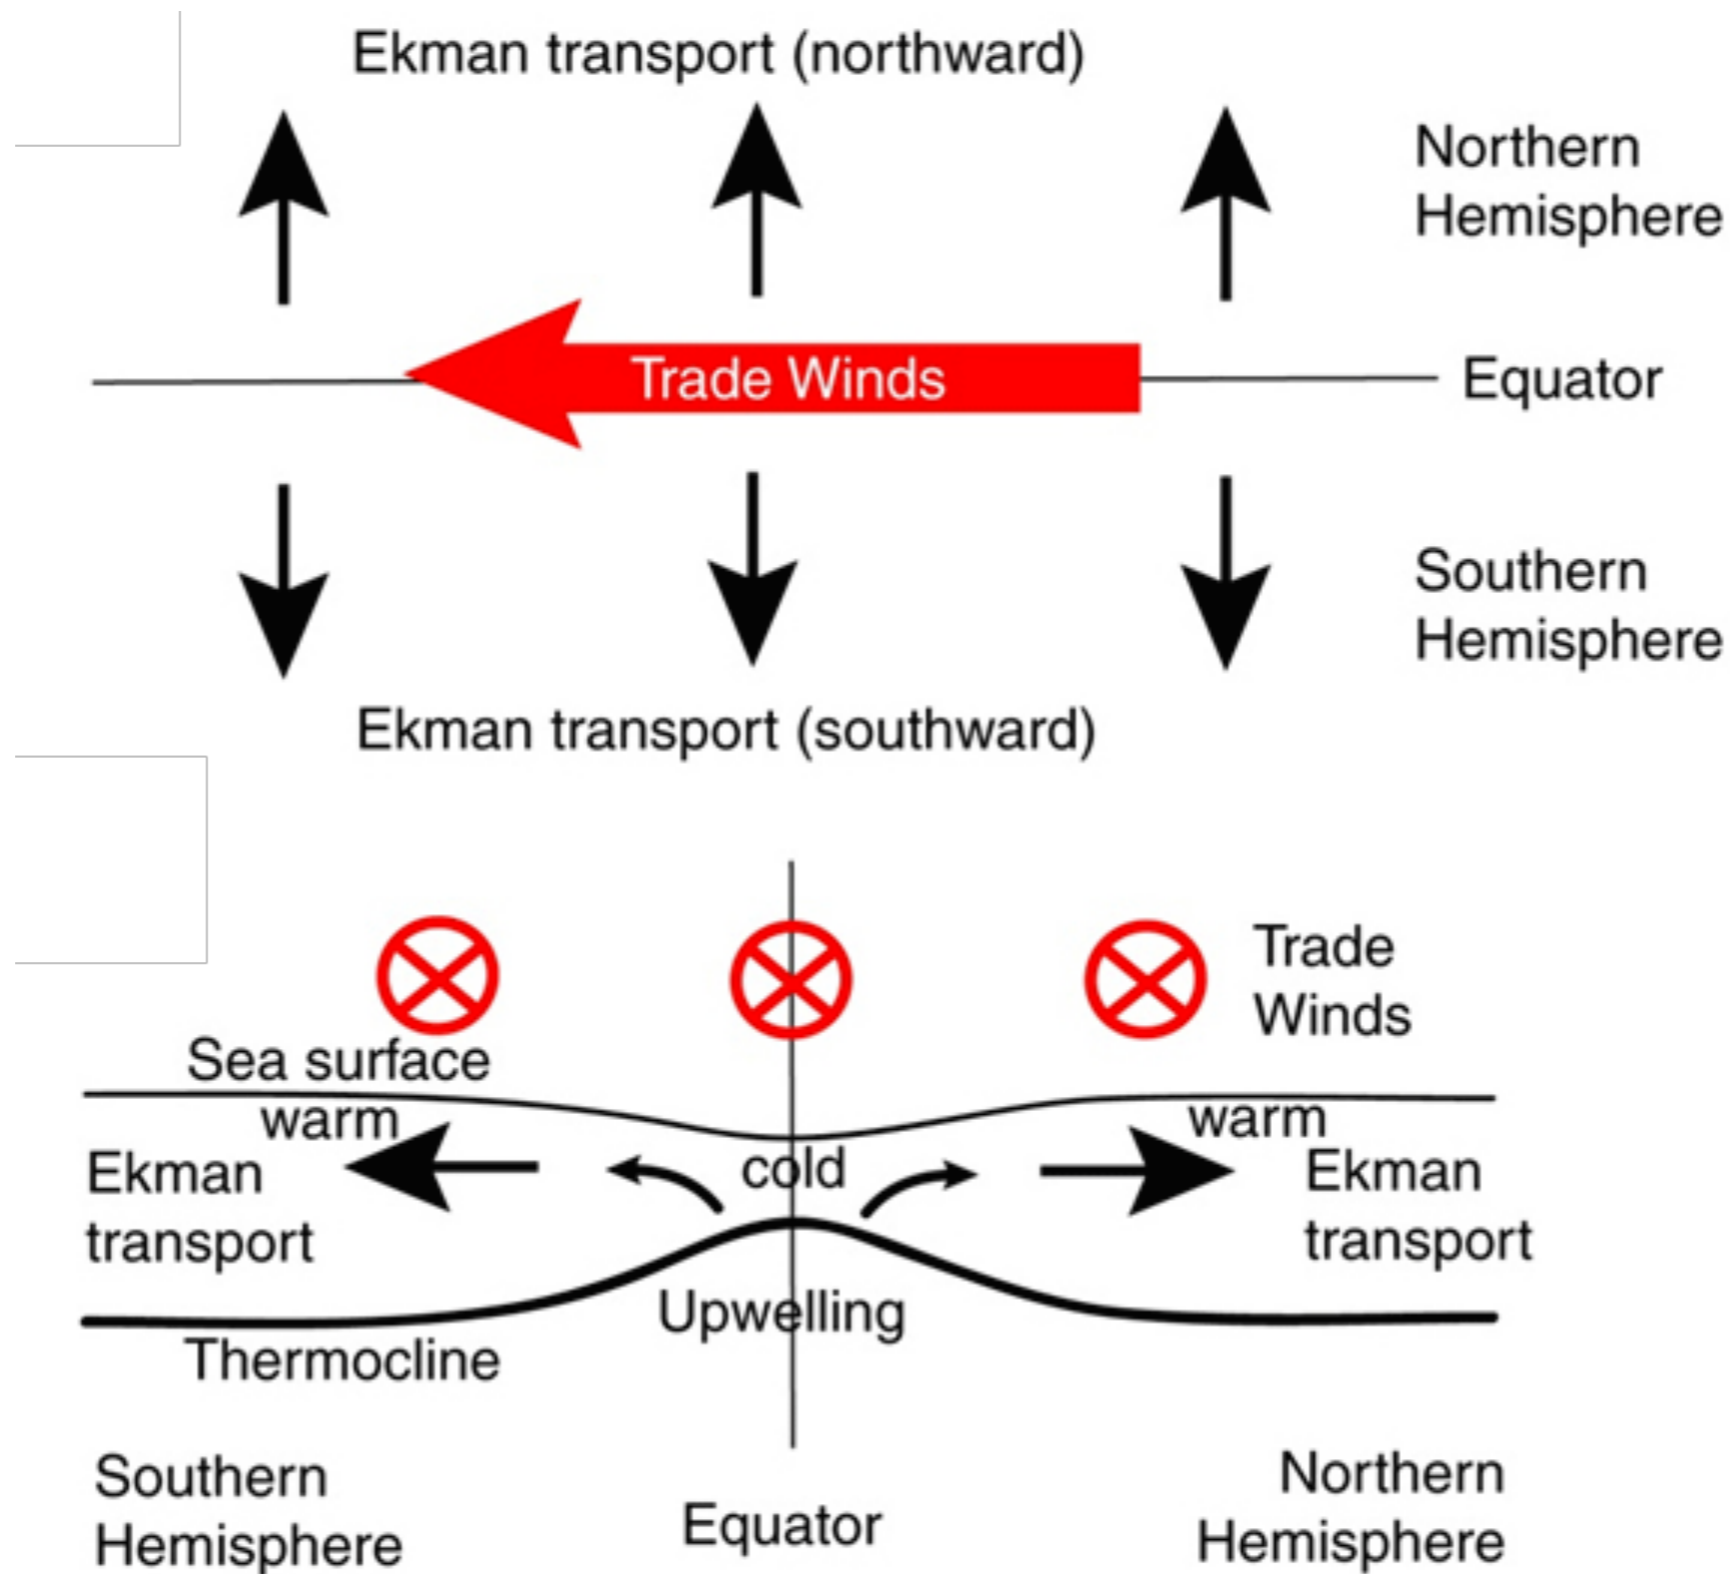 Ekman transport (northward)
Northern
Hemisphere
Trade Winds
Equator
Southern
Hemisphere
Ekman transport (southward)
Trade
Winds
Sea surface
warm
warm
Ekman
transport
cold
Ekman
transport
Upwelling
Thermocline
Southern
Hemisphere
Equator
Northern
Hemisphere